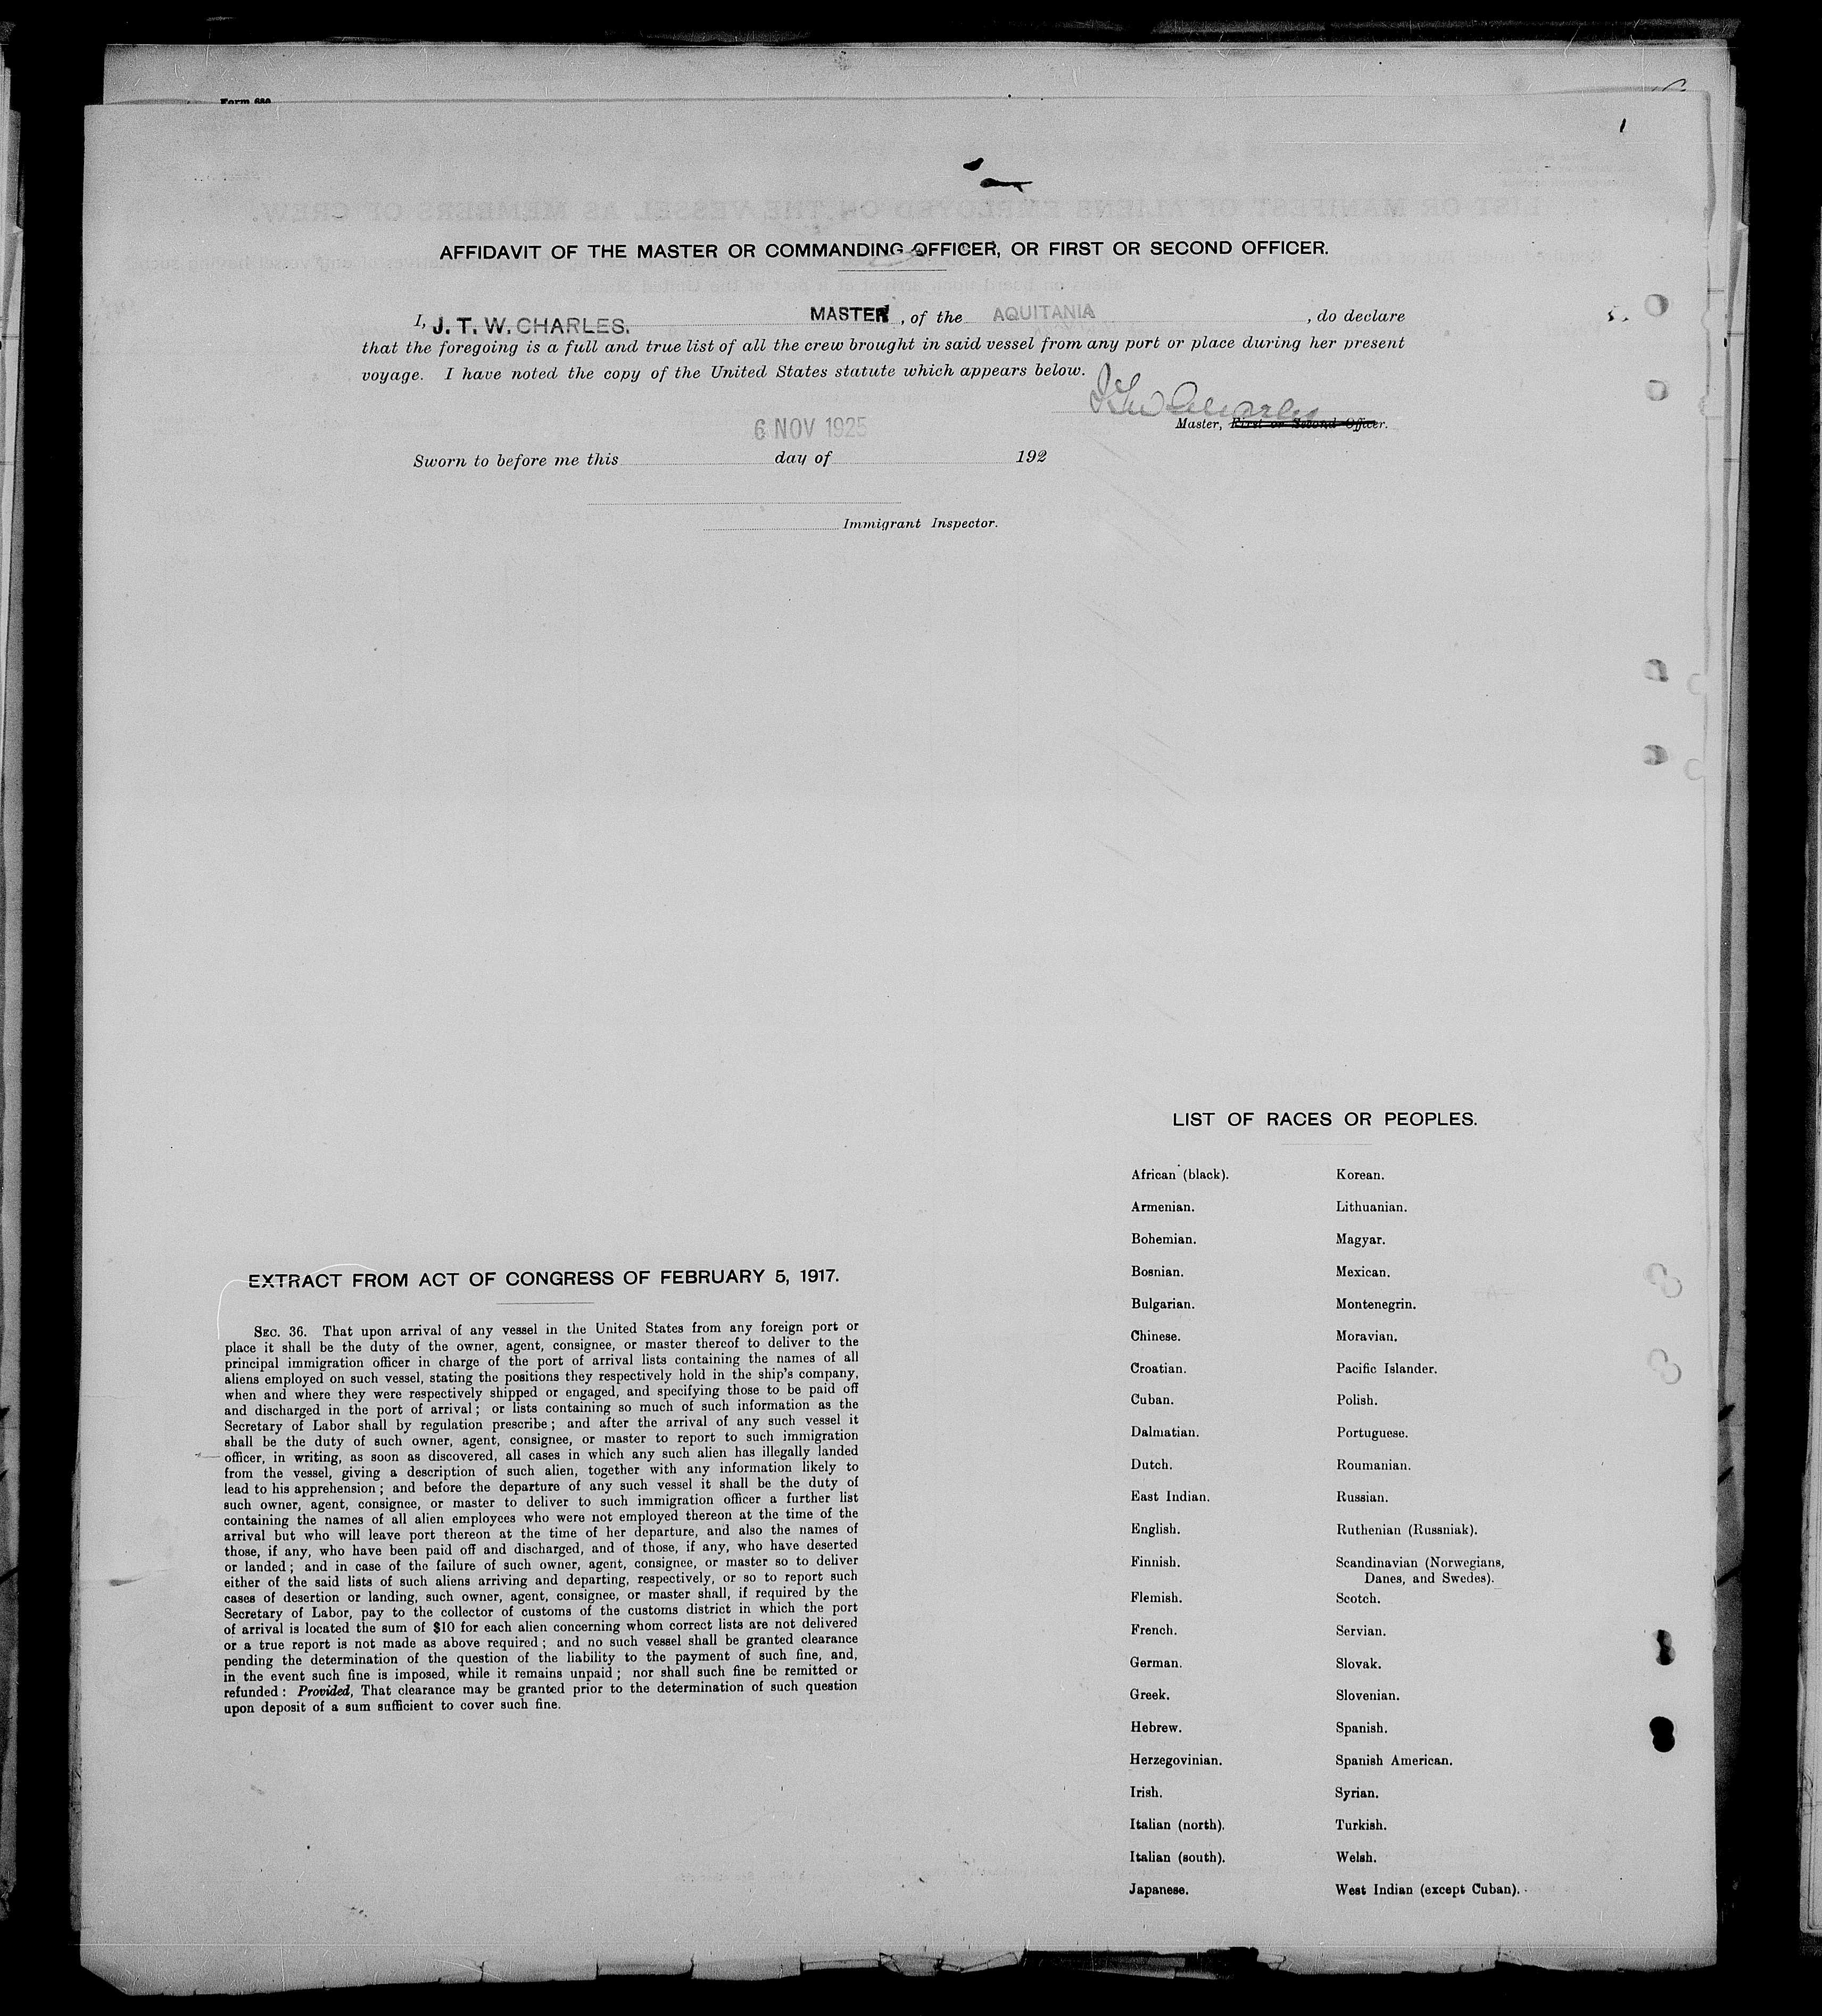 Form 680
1
AFFIDAVIT OF THE MASTER OR COMMANDING OFFICER, OR FIRST OR SECOND OFFICER.
I, J. T. W. CHARLES. MASTER, of the AQUITANIA, do declare
that the foregoing is a full and true list of all the crew brought in said vessel from any port or place during her present
voyage. I have noted the copy of the United States statute which appears below.
JTW Charles
Master, First or Second Officer.
6 NOV 1925
Sworn to before me this day of 192
Immigrant Inspector.
LIST OF RACES OR PEOPLES.
African (black). Korean.
Armenian. Lithuanian.
Bohemian. Magyar.
Bosnian. Mexican.
Bulgarian. Montenegrin.
Chinese. Moravian.
Croatian. Pacific Islander.
Cuban. Polish.
Dalmatian. Portuguese.
Dutch. Roumanian.
East Indian. Russian.
English. Ruthenian (Russniak).
Finnish. Scandinavian (Norwegians,
Danes, and Swedes).
Flemish. Scotch.
French. Servian.
German. Slovak.
Greek. Slovenian.
Hebrew. Spanish.
Herzegovinian. Spanish American.
Irish. Syrian.
Italian (north). Turkish.
Italian (south). Welsh.
Japanese. West Indian (except Cuban).
EXTRACT FROM ACT OF CONGRESS OF FEBRUARY 5, 1917.
SEC. 36. That upon arrival of any vessel in the United States from any foreign port or
place it shall be the duty of the owner, agent, consignee, or master thereof to deliver to the
principal immigration officer in charge of the port of arrival lists containing the names of all
aliens employed on such vessel, stating the positions they respectively hold in the ship's company,
when and where they were respectively shipped or engaged, and specifying those to be paid off
and discharged in the port of arrival; or lists containing so much of such information as the
Secretary of Labor shall by regulation prescribe; and after the arrival of any such vessel it
shall be the duty of such owner, agent, consignee, or master to report to such immigration
officer, in writing, as soon as discovered, all cases in which any such alien has illegally landed
from the vessel, giving a description of such alien, together with any information likely to
lead to his apprehension; and before the departure of any such vessel it shall be the duty of
such owner, agent, consignee, or master to deliver to such immigration officer a further list
containing the names of all alien employees who were not employed thereon at the time of the
arrival but who will leave port thereon at the time of her departure, and also the names of
those, if any, who have been paid off and discharged, and of those, if any, who have deserted
or landed; and in case of the failure of such owner, agent, consignee, or master so to deliver
either of the said lists of such aliens arriving and departing, respectively, or so to report such
cases of desertion or landing, such owner, agent, consignee, or master shall, if required by the
Secretary of Labor, pay to the collector of customs of the customs district in which the port
of arrival is located the sum of $10 for each alien concerning whom correct lists are not delivered
or a true report is not made as above required; and no such vessel shall be granted clearance
pending the determination of the question of the liability to the payment of such fine, and,
in the event such fine is imposed, while it remains unpaid; nor shall such fine be remitted or
refunded: Provided, That clearance may be granted prior to the determination of such question
upon deposit of a sum sufficient to cover such fine.